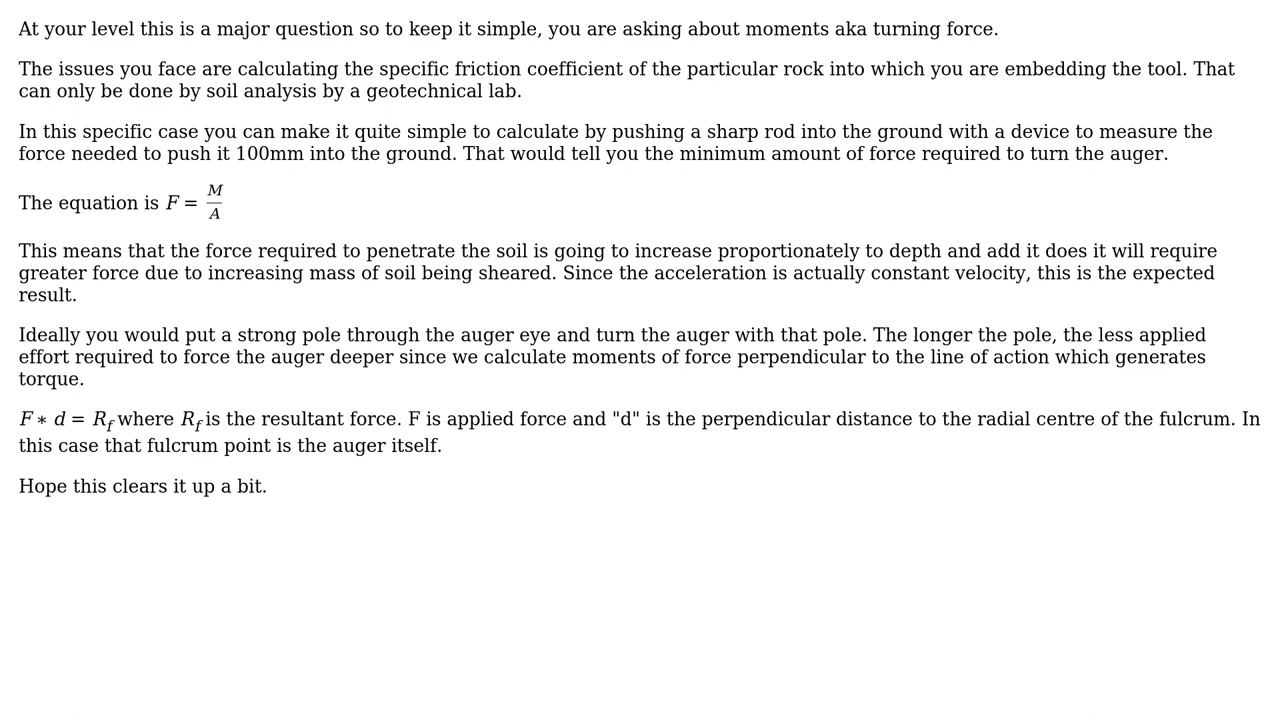 At your level this is a major question so to keep it simple, you are asking about moments aka turning force.
The issues you face are calculating the specific friction coefficient of the particular rock into which you are embedding the tool. That
can only be done by soil analysis by a geotechnical lab.
In this specific case you can make it quite simple to calculate by pushing a sharp rod into the ground with a device to measure the
force needed to push it 100mm into the ground. That would tell you the minimum amount of force required to turn the auger.
The equation is $F = \frac{M}{A}$
This means that the force required to penetrate the soil is going to increase proportionately to depth and add it does it will require
greater force due to increasing mass of soil being sheared. Since the acceleration is actually constant velocity, this is the expected
result.
Ideally you would put a strong pole through the auger eye and turn the auger with that pole. The longer the pole, the less applied
effort required to force the auger deeper since we calculate moments of force perpendicular to the line of action which generates
torque.
$F * d = R_f$ where $R_f$ is the resultant force. F is applied force and "d" is the perpendicular distance to the radial centre of the fulcrum. In
this case that fulcrum point is the auger itself.
Hope this clears it up a bit.